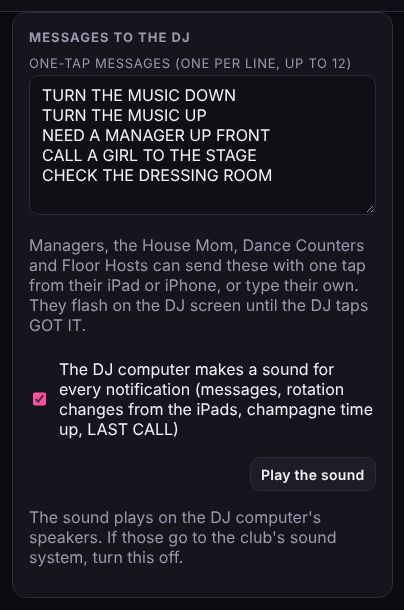 MESSAGES TO THE DJ
ONE-TAP MESSAGES (ONE PER LINE, UP TO 12)
TURN THE MUSIC DOWN
TURN THE MUSIC UP
NEED A MANAGER UP FRONT
CALL A GIRL TO THE STAGE
CHECK THE DRESSING ROOM
Managers, the House Mom, Dance Counters
and Floor Hosts can send these with one tap
from their iPad or iPhone, or type their own.
They flash on the DJ screen until the DJ taps
GOT IT.
The DJ computer makes a sound for
every notification (messages, rotation
changes from the iPads, champagne time
up, LAST CALL)
Play the sound
The sound plays on the DJ computer's
speakers. If those go to the club's sound
system, turn this off.